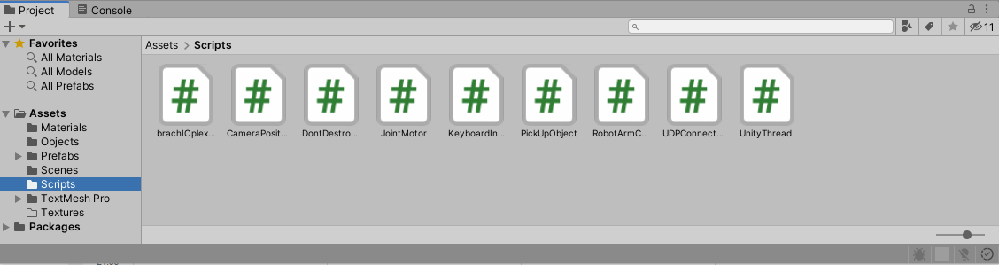 Project
Console
11
Favorites
All Materials
All Models
All Prefabs
Assets
Materials
Objects
Prefabs
Scenes
Scripts
TextMesh Pro
Textures
Packages
Assets > Scripts
brachIOplex...
CameraPosit...
DontDestro...
JointMotor
KeyboardIn...
PickUpObject
RobotArmC...
UDPConnect...
UnityThread